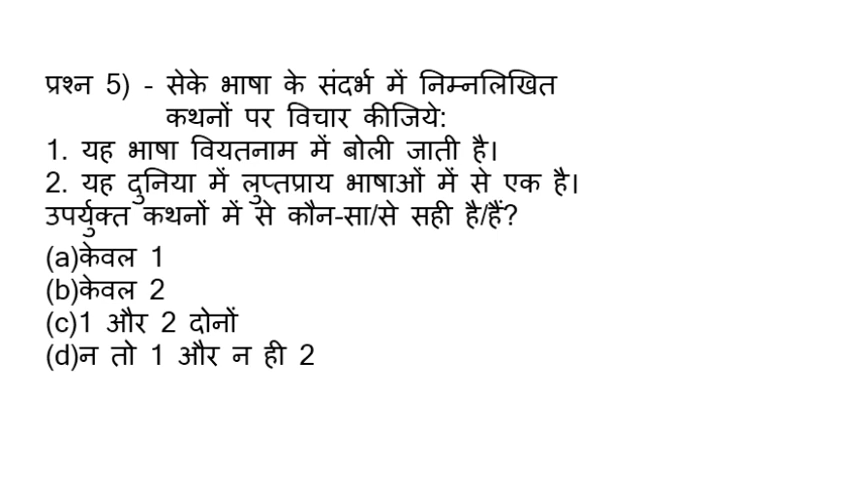 प्रश्न 5) - सेके भाषा के संदर्भ में निम्नलिखित
कथनों पर विचार कीजिये:
1. यह भाषा वियतनाम में बोली जाती है।
2. यह दुनिया में लुप्तप्राय भाषाओं में से एक है।
उपर्युक्त कथनों में से कौन-सा/से सही है/हैं?
(a)केवल 1
(b)केवल 2
(c)1 और 2 दोनों
(d)न तो 1 और न ही 2